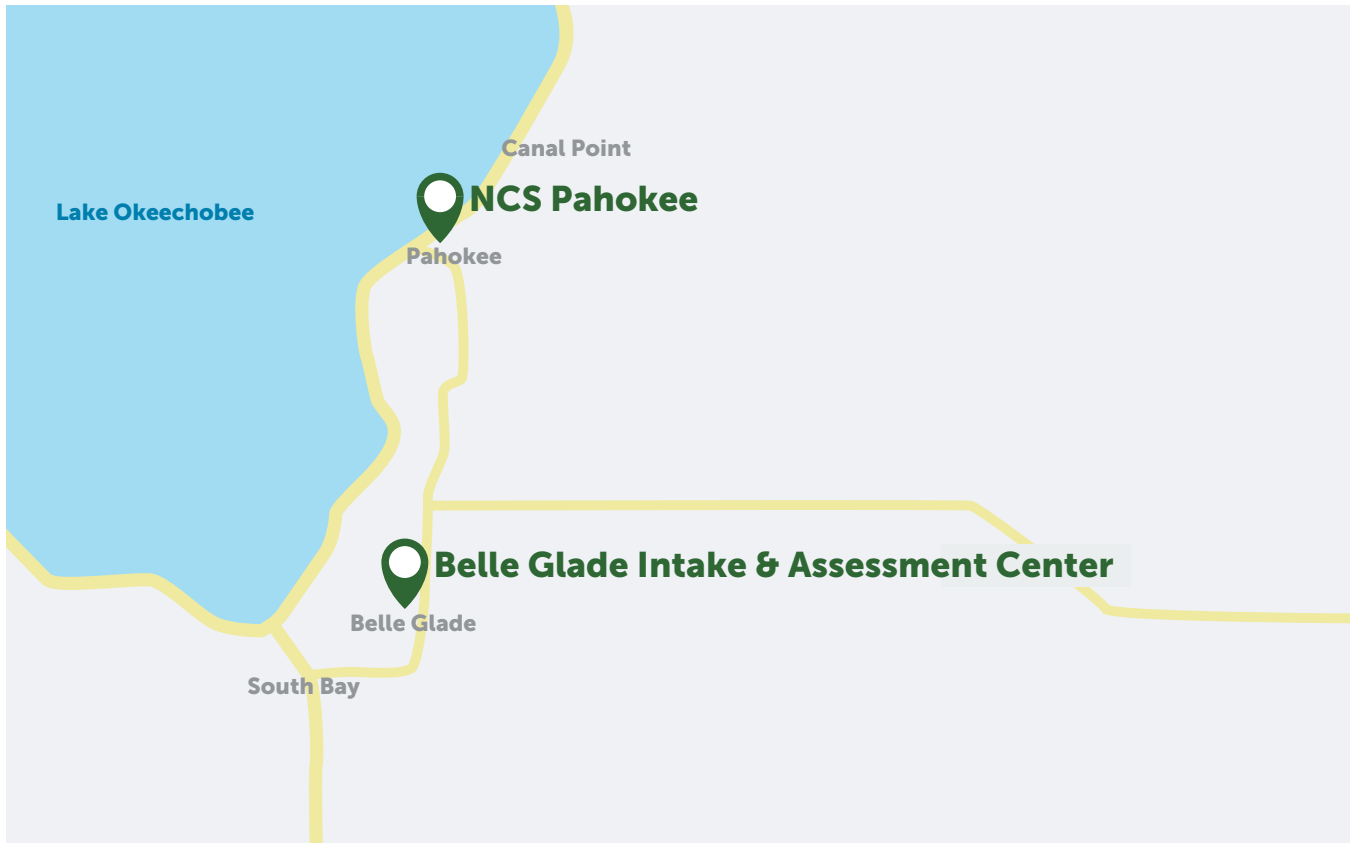 Canal Point
NCS Pahokee
Lake Okeechobee
Pahokee
Belle Glade Intake & Assessment Center
Belle Glade
South Bay